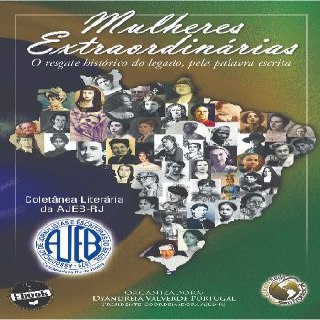 Mulheres
Extraordinárias
O resgate histórico do legado, pela palavra escrita
Coletânea Literária
da AJEB-RJ
AJEB
Ebook
ORGANIZADORA:
DYANDREIA VALVERDE PORTUGAL